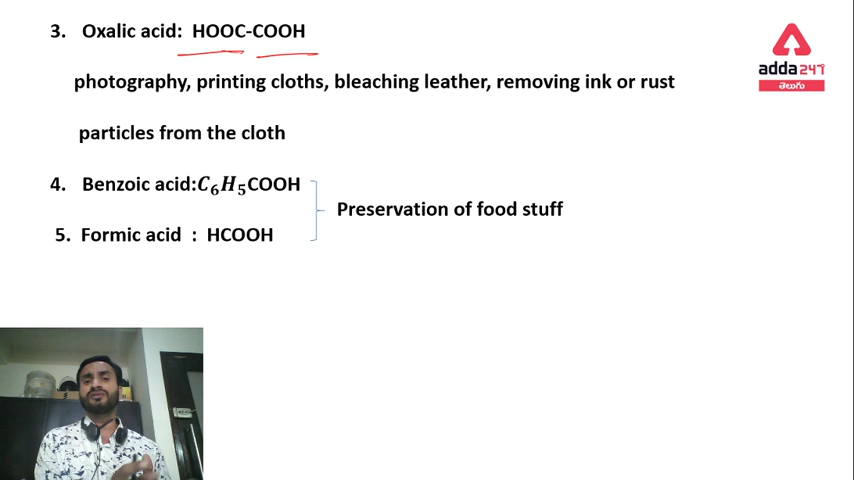 3. Oxalic acid: HOOC-COOH
photography, printing cloths, bleaching leather, removing ink or rust
particles from the cloth
4. Benzoic acid:C₆H₅COOH
Preservation of food stuff
5. Formic acid : HCOOH
adda247
తెలుగు